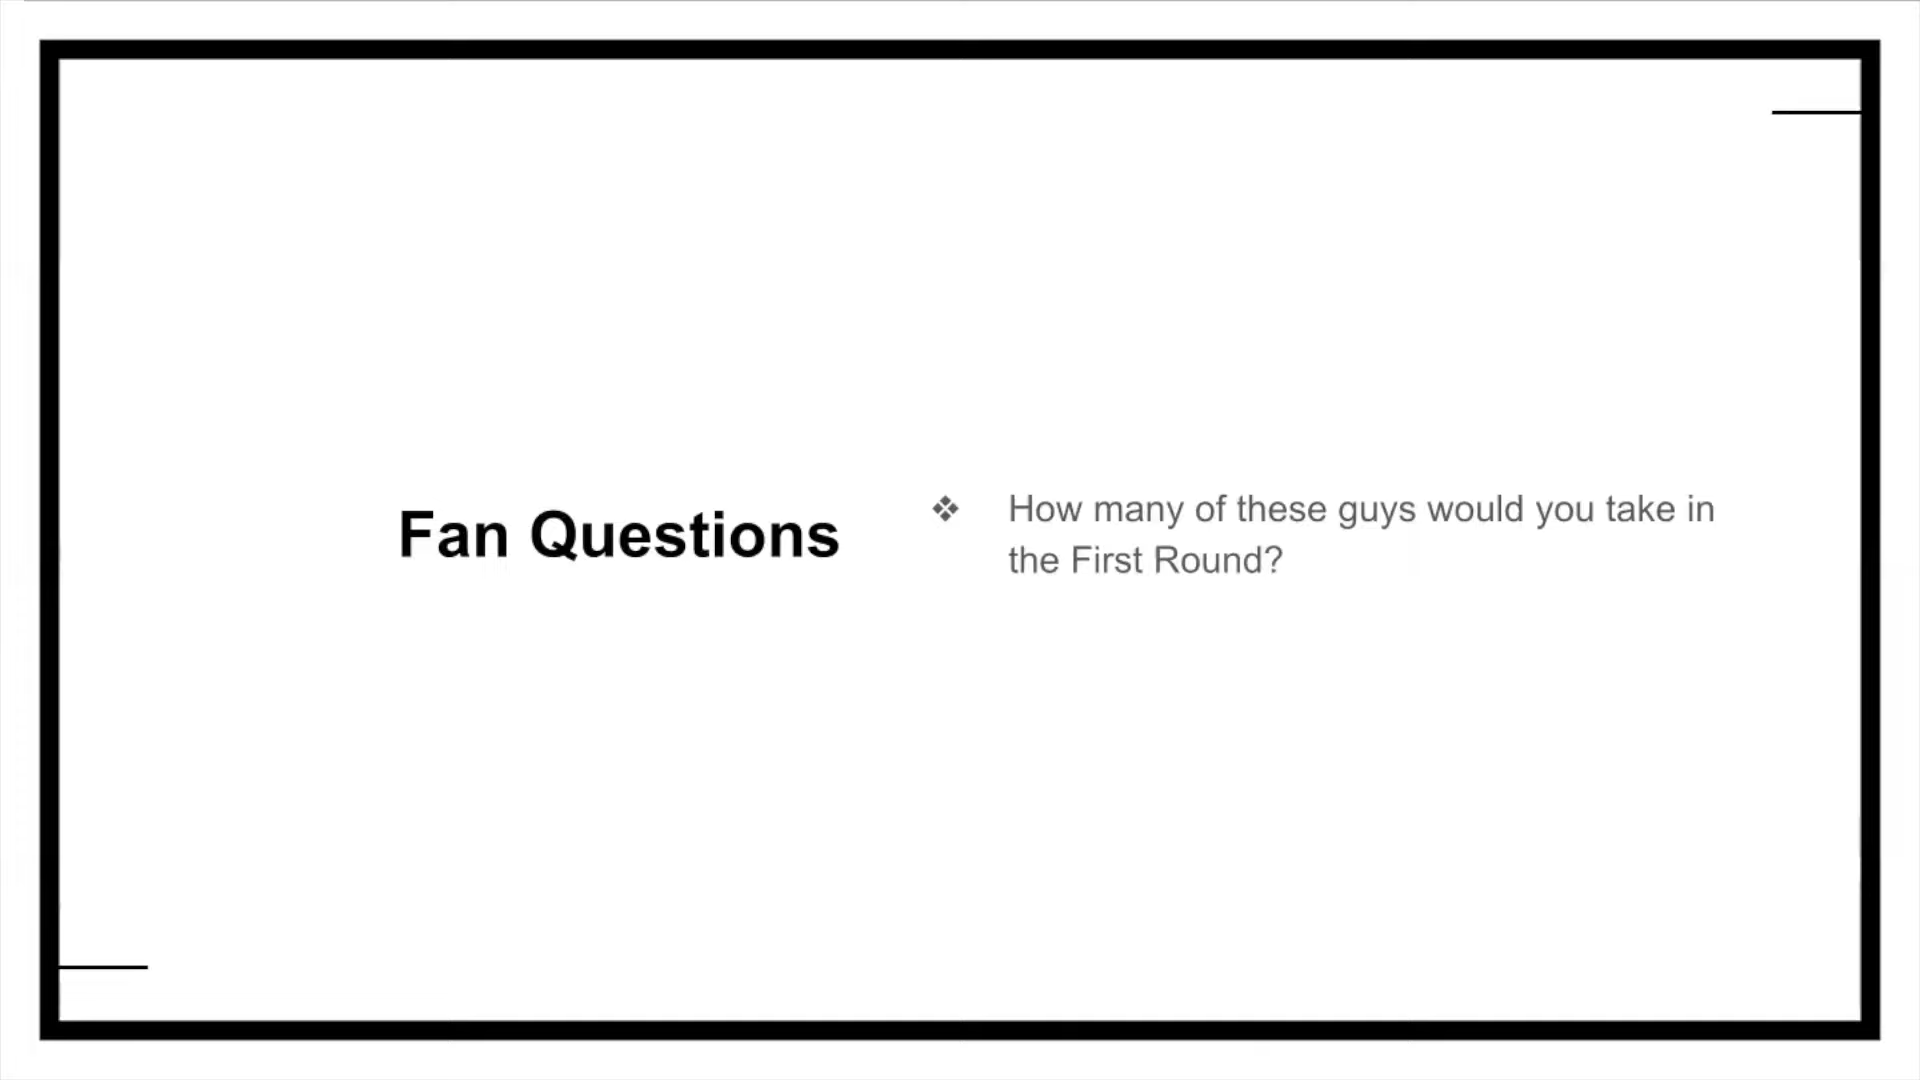 Fan Questions
❖ How many of these guys would you take in
the First Round?